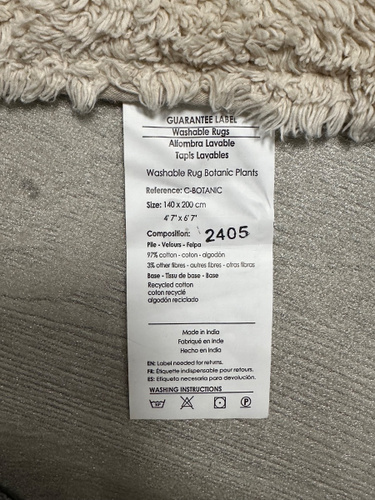 GUARANTEE LABEL
Washable Rugs
Alfombra Lavable
Tapis Lavables
Washable Rug Botanic Plants
Reference: C-BOTANIC
Size: 140 x 200 cm
4' 7" x 6' 7"
Composition: 2405
Pile - Velours - Felpa
97% cotton - coton - algodón
3% other fibres - autres fibres - otras fibras
Base - Tissu de base - Base
Recycled cotton
coton recyclé
algodón reciclado
Made in India
Fabriqué en Inde
Hecho en India
EN: Label needed for returns.
FR: Étiquette indispensable pour retours.
ES: Etiqueta necesaria para devolución.
WASHING INSTRUCTIONS
P